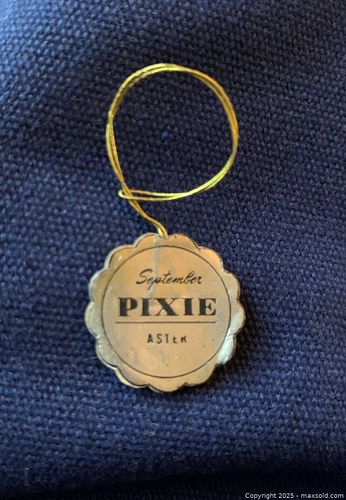 September
PIXIE
ASTER
Copyright © 2025 - maxsold.com